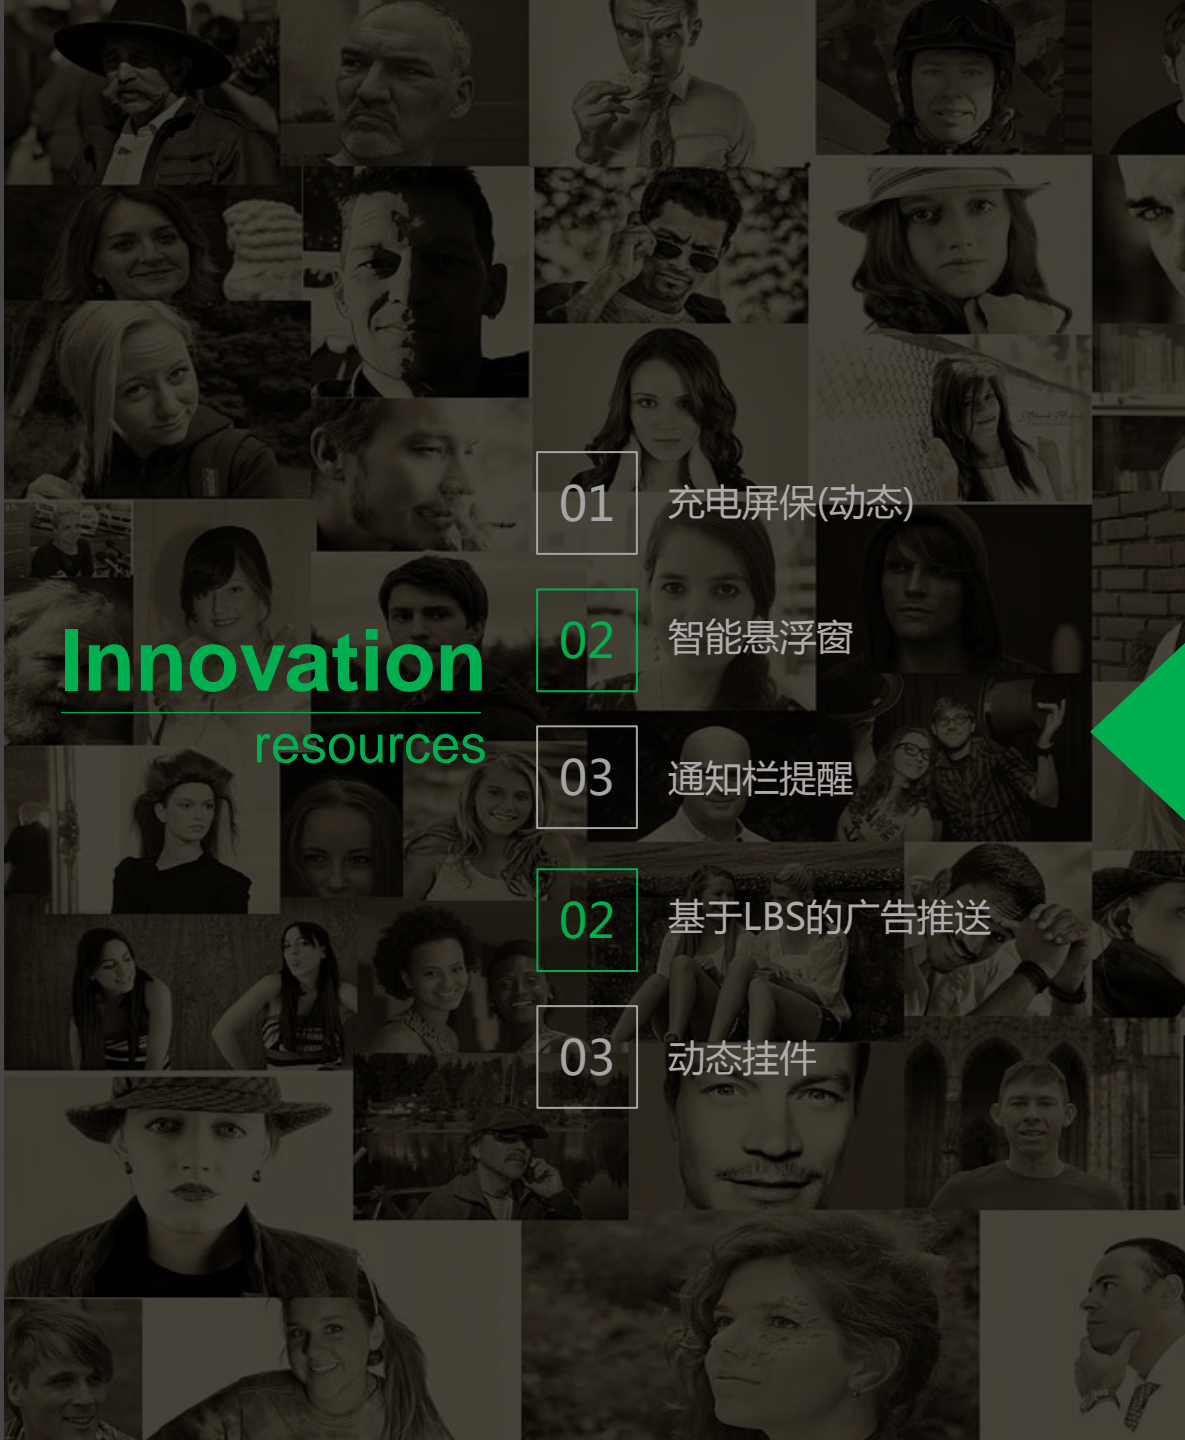 Innovation
resources
01 充电屏保(动态)
02 智能悬浮窗
03 通知栏提醒
02 基于LBS的广告推送
03 动态挂件